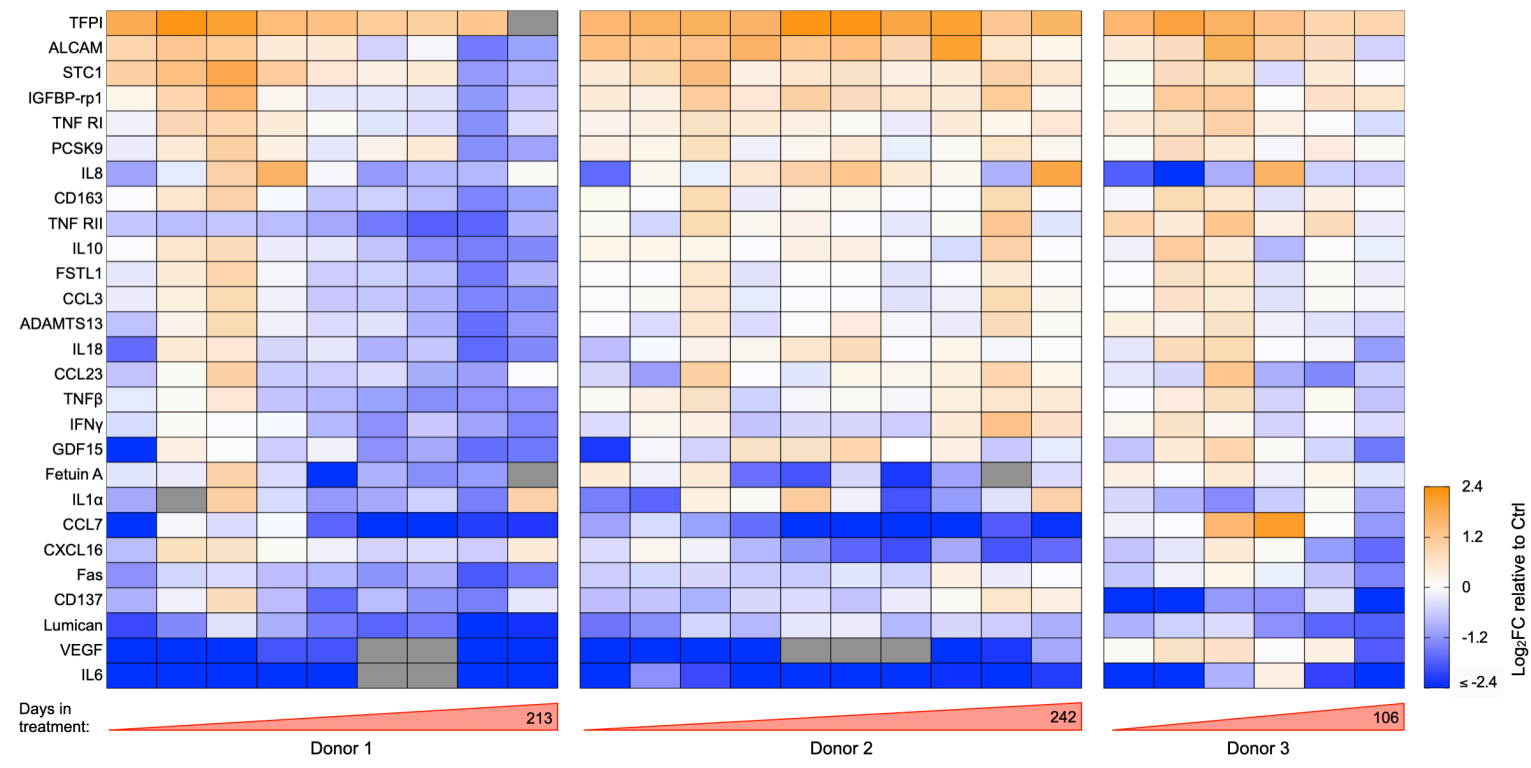 TFPI
ALCAM
STC1
IGFBP-rp1
TNF RI
PCSK9
IL8
CD163
TNF RII
IL10
FSTL1
CCL3
ADAMTS13
IL18
CCL23
TNFβ
IFNγ
GDF15
Fetuin A
IL1α
CCL7
CXCL16
Fas
CD137
Lumican
VEGF
IL6
2.4
1.2
0
-1.2
≤ -2.4
Log₂FC relative to Ctrl
Days in
treatment:
213
242
106
Donor 1
Donor 2
Donor 3